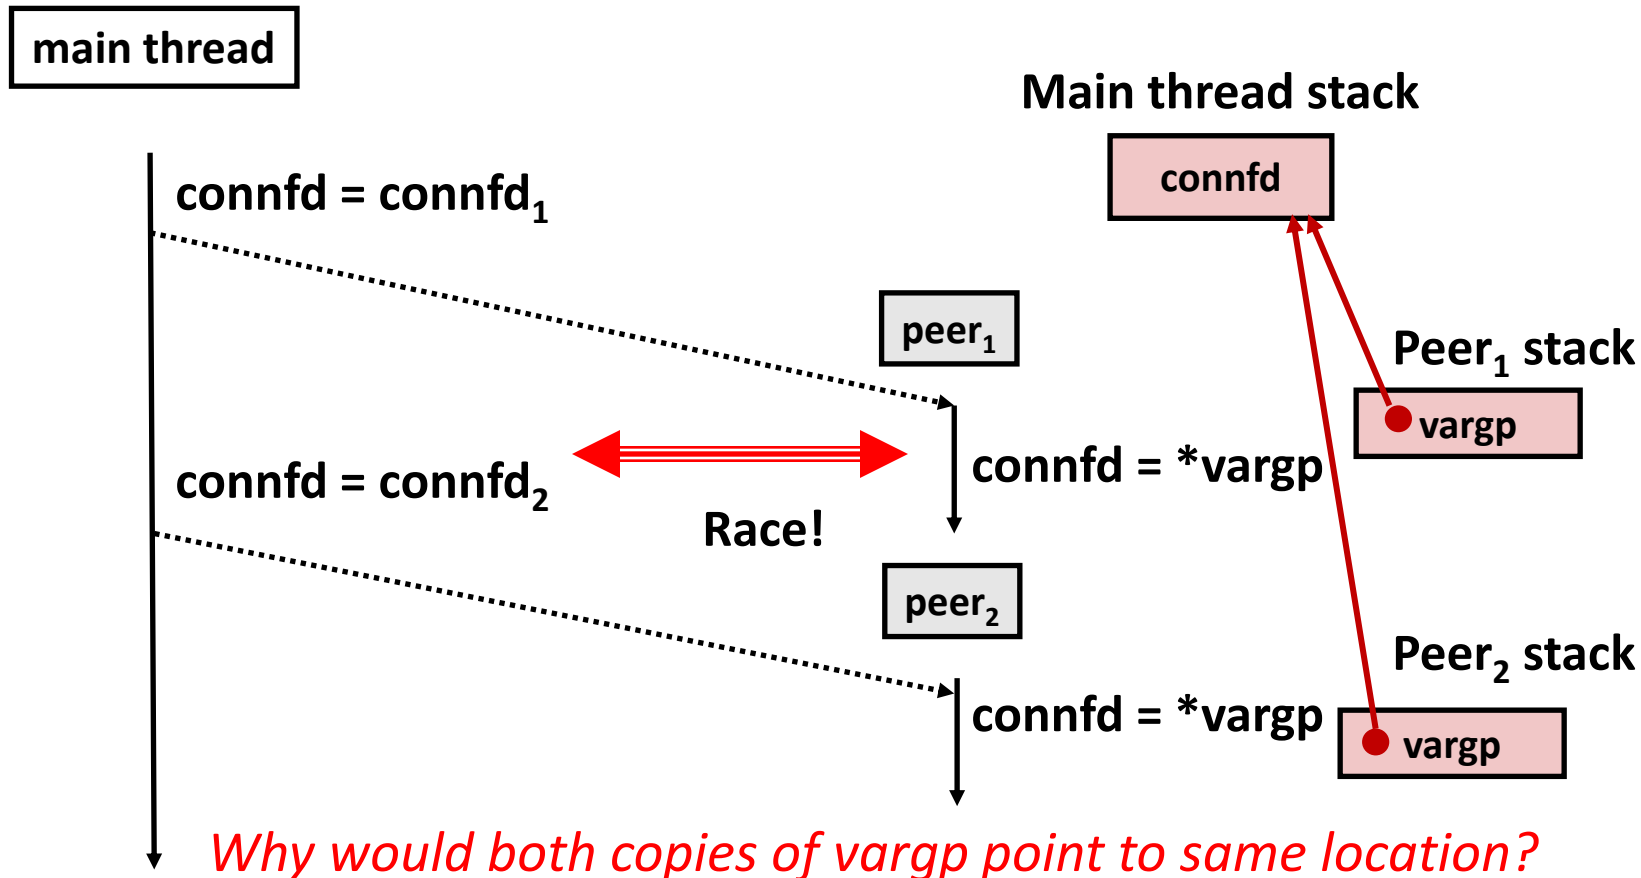 main thread
Main thread stack
connfd
connfd = connfd₁
peer₁
Peer₁ stack
vargp
connfd = *vargp
connfd = connfd₂
Race!
peer₂
Peer₂ stack
connfd = *vargp
vargp
Why would both copies of vargp point to same location?